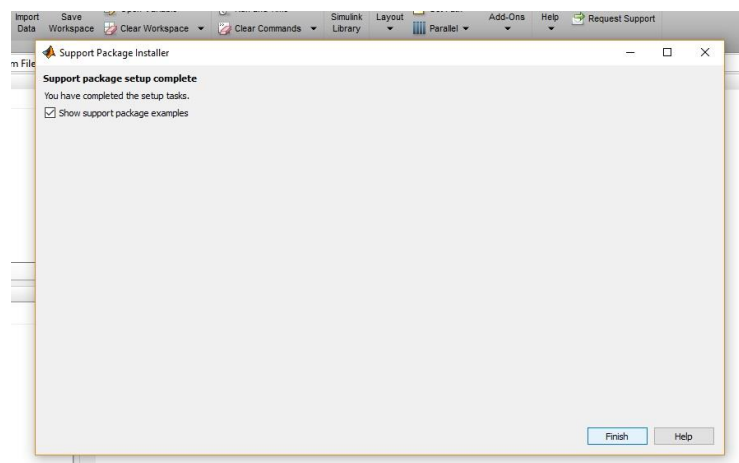 Import Save Simulink Layout Add-Ons Help Request Support
Data Workspace Clear Workspace Clear Commands Library Parallel
m File
Support Package Installer
Support package setup complete
You have completed the setup tasks.
Show support package examples
Finish Help